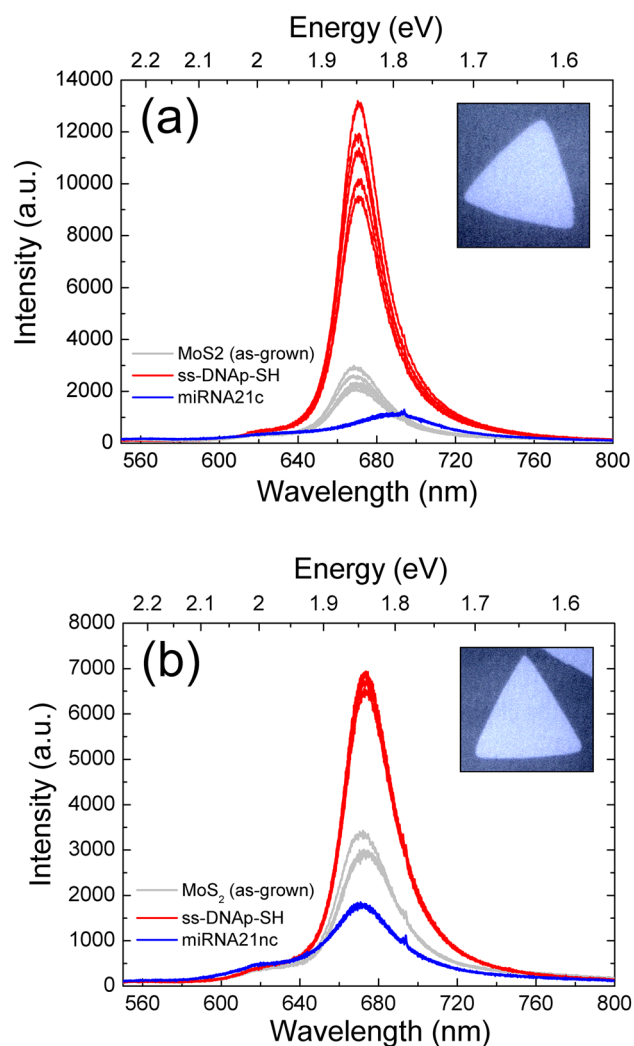 Energy (eV)
2.2 2.1 2 1.9 1.8 1.7 1.6
14000
12000
10000
8000
6000
4000
2000
0
Intensity (a.u.)
(a)
MoS2 (as-grown)
ss-DNAp-SH
miRNA21c
560 600 640 680 720 760 800
Wavelength (nm)
Energy (eV)
2.2 2.1 2 1.9 1.8 1.7 1.6
8000
7000
6000
5000
4000
3000
2000
1000
0
Intensity (a.u.)
(b)
MoS₂ (as-grown)
ss-DNAp-SH
miRNA21nc
560 600 640 680 720 760 800
Wavelength (nm)